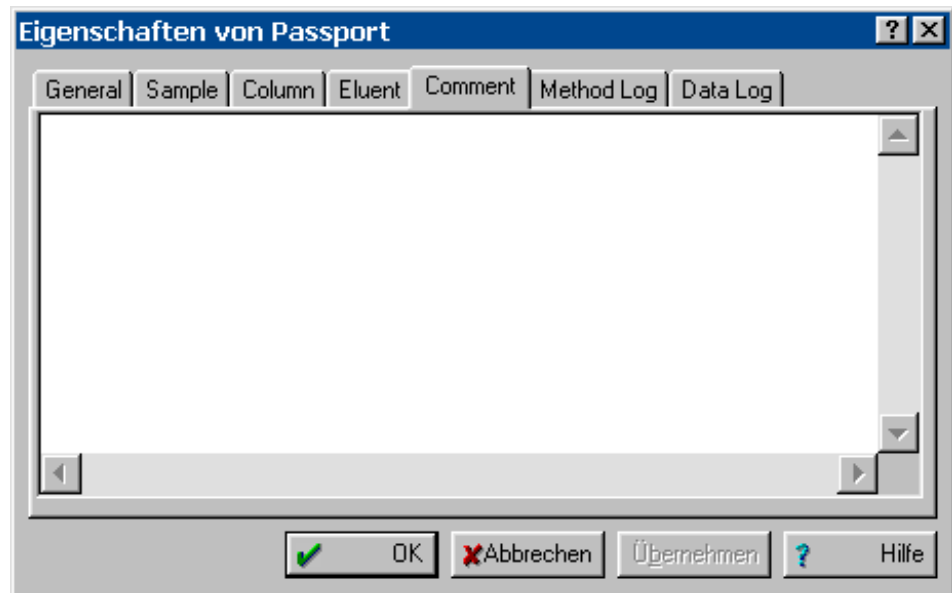 Eigenschaften von Passport
General Sample Column Eluent Comment Method Log Data Log
OK Abbrechen Übernehmen Hilfe